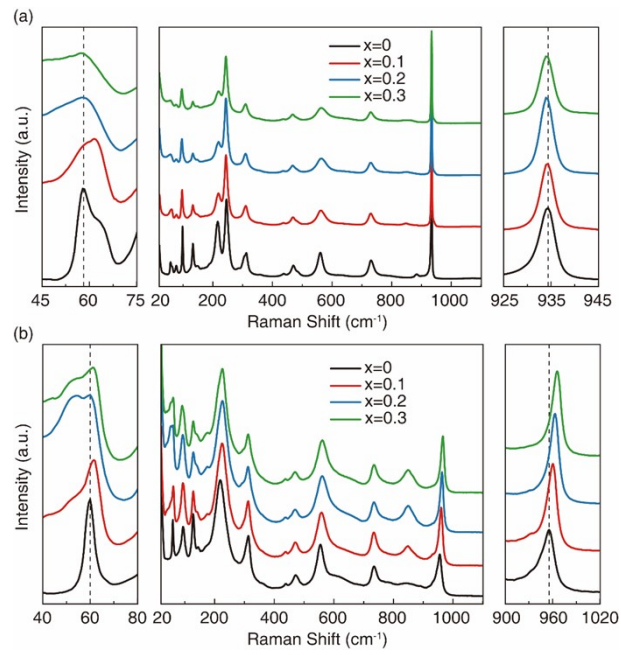 (a)
x=0
x=0.1
x=0.2
x=0.3
Intensity (a.u.)
45 60 75
20 200 400 600 800 1000
925 935 945
Raman Shift (cm⁻¹)
(b)
x=0
x=0.1
x=0.2
x=0.3
Intensity (a.u.)
40 60 80
20 200 400 600 800 1000
900 960 1020
Raman Shift (cm⁻¹)